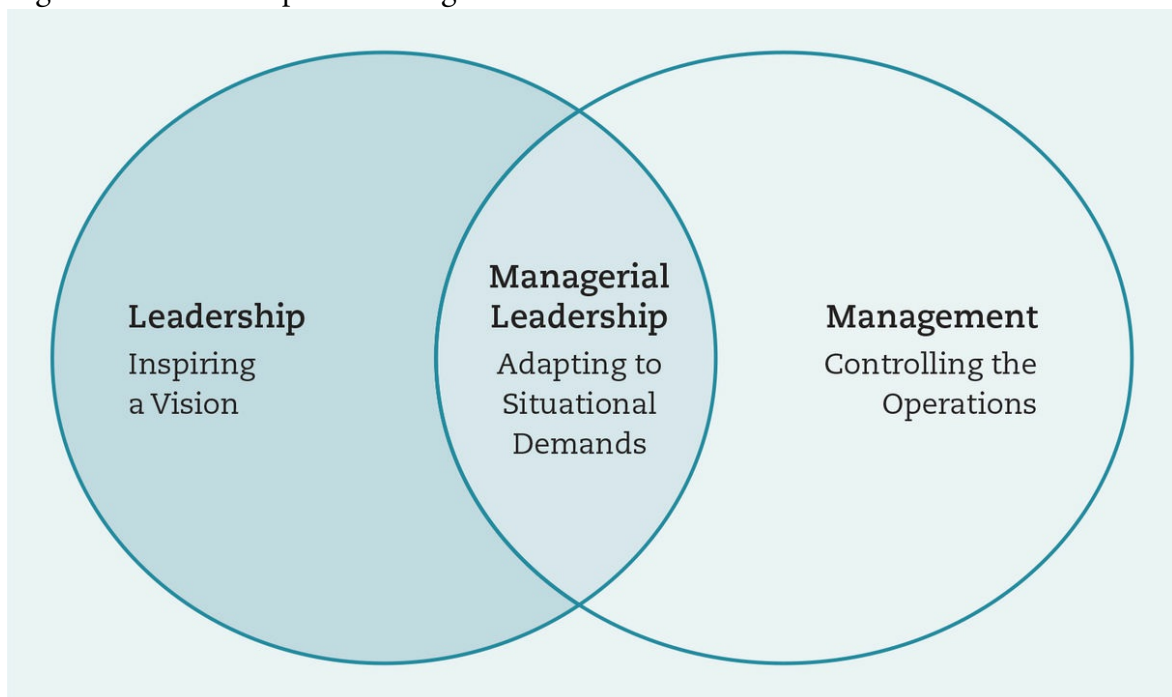 Leadership
Inspiring
a Vision
Managerial
Leadership
Adapting to
Situational
Demands
Management
Controlling the
Operations